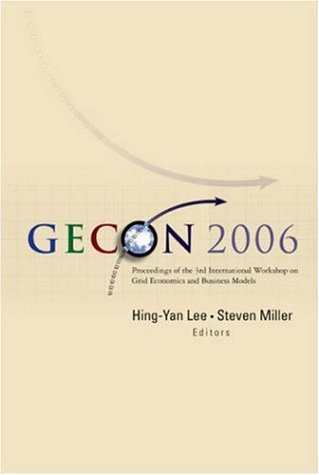 GECON 2006
Proceedings of the 3rd International Workshop on
Grid Economics and Business Models
Hing-Yan Lee • Steven Miller
Editors